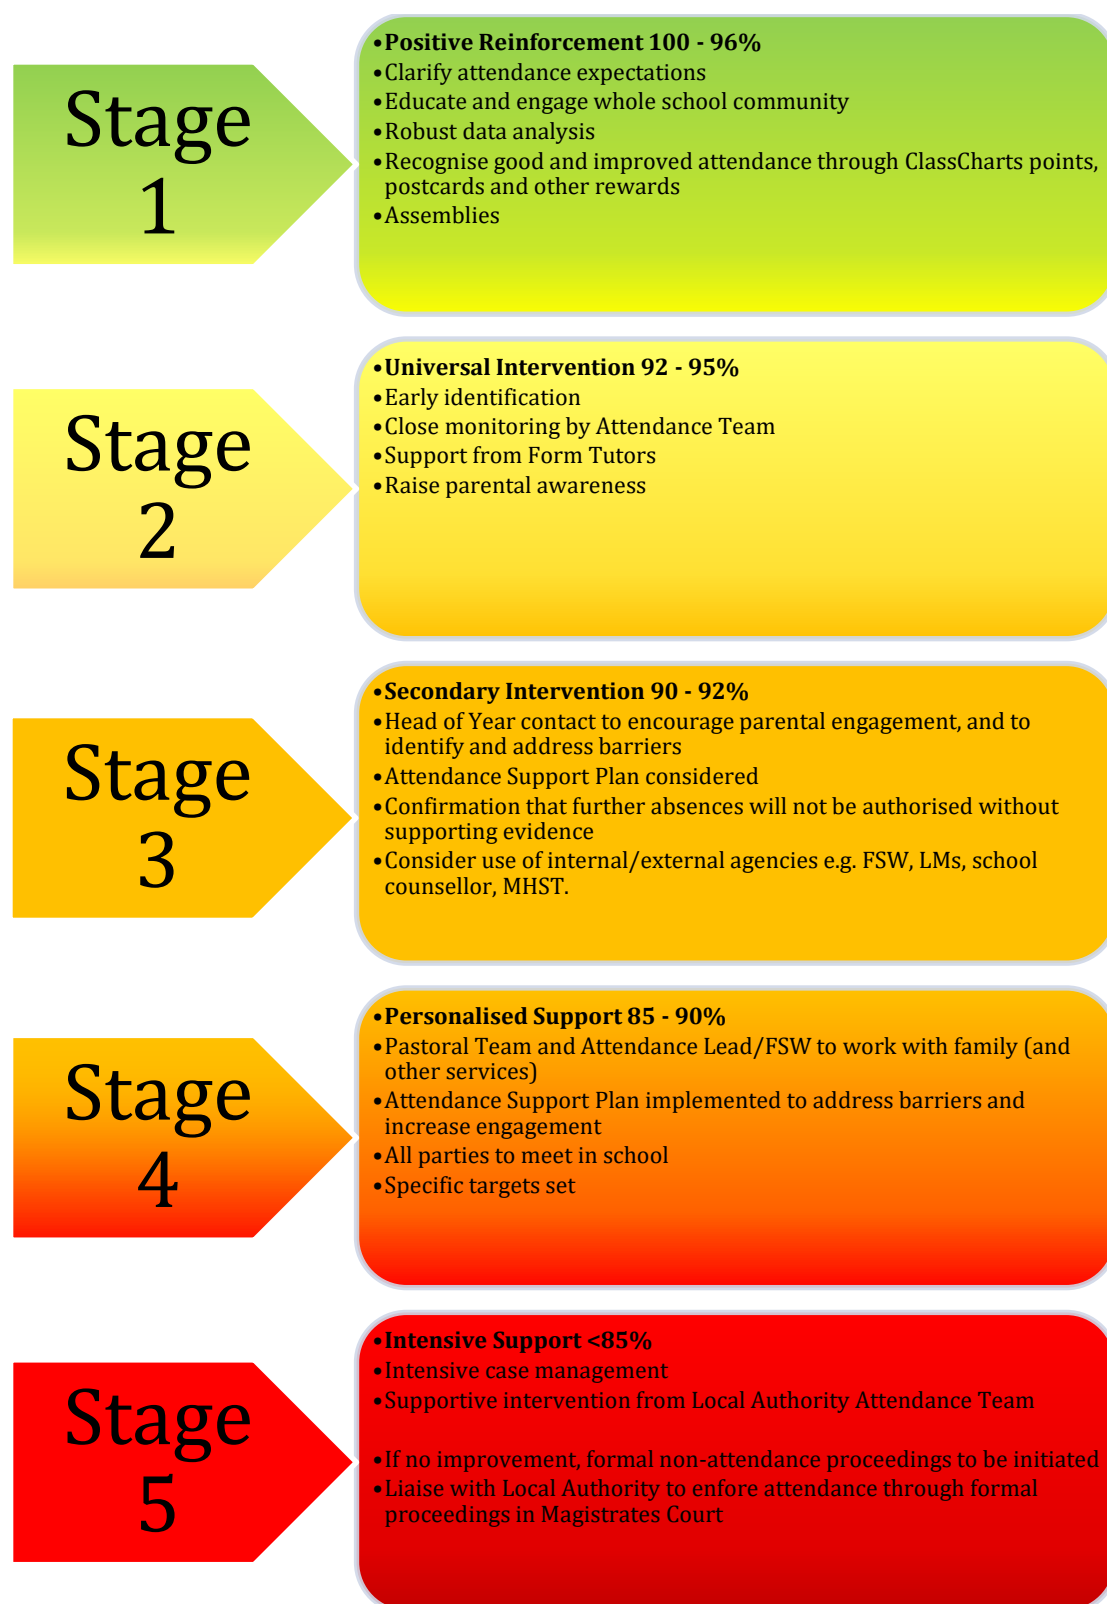 Stage
1
•Positive Reinforcement 100 - 96%
•Clarify attendance expectations
•Educate and engage whole school community
•Robust data analysis
•Recognise good and improved attendance through ClassCharts points,
postcards and other rewards
•Assemblies
Stage
2
•Universal Intervention 92 - 95%
•Early identification
•Close monitoring by Attendance Team
•Support from Form Tutors
•Raise parental awareness
Stage
3
•Secondary Intervention 90 - 92%
•Head of Year contact to encourage parental engagement, and to
identify and address barriers
•Attendance Support Plan considered
•Confirmation that further absences will not be authorised without
supporting evidence
•Consider use of internal/external agencies e.g. FSW, LMs, school
counsellor, MHST.
Stage
4
•Personalised Support 85 - 90%
•Pastoral Team and Attendance Lead/FSW to work with family (and
other services)
•Attendance Support Plan implemented to address barriers and
increase engagement
•All parties to meet in school
•Specific targets set
Stage
5
•Intensive Support <85%
•Intensive case management
•Supportive intervention from Local Authority Attendance Team
•If no improvement, formal non-attendance proceedings to be initiated
•Liaise with Local Authority to enfore attendance through formal
proceedings in Magistrates Court